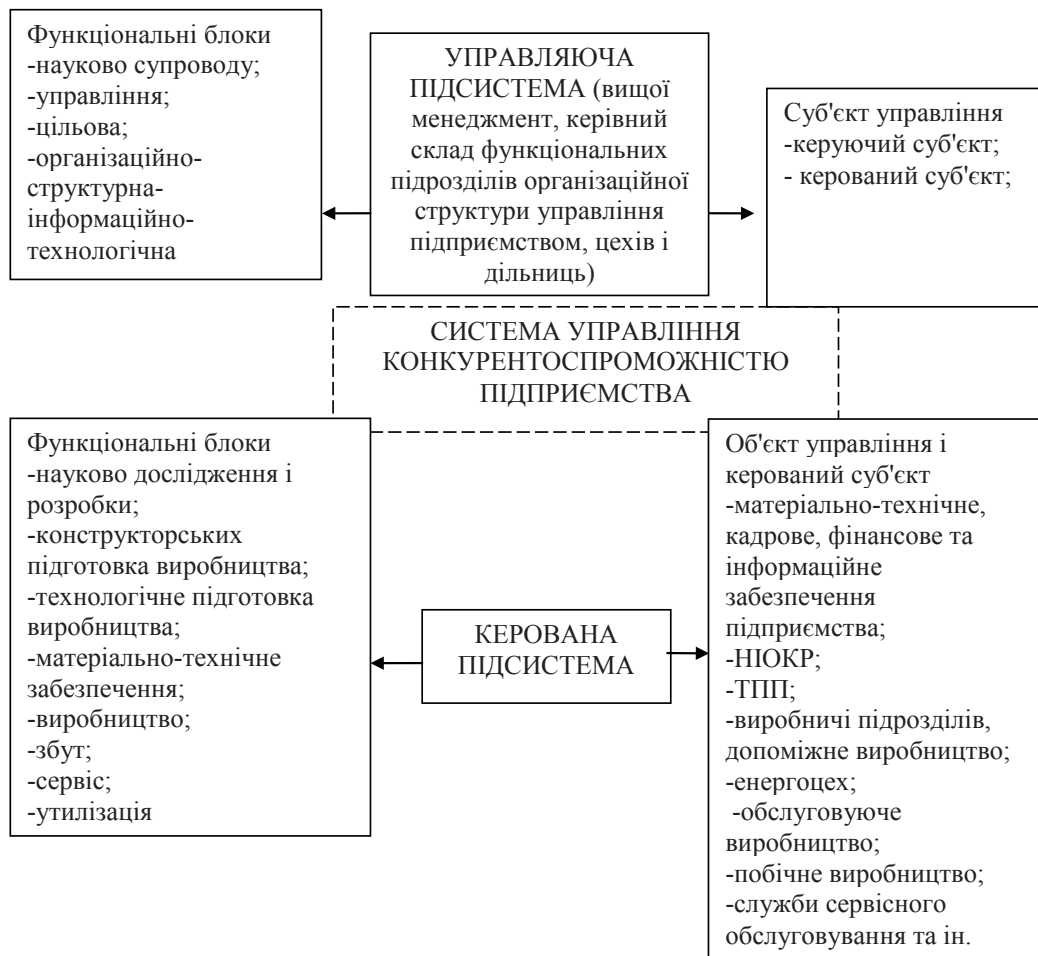 Функціональні блоки
-науково супроводу;
-управління;
-цільова;
-організаційно-
структурна-
інформаційно-
технологічна
УПРАВЛЯЮЧА
ПІДСИСТЕМА (вищої
менеджмент, керівний
склад функціональних
підрозділів організаційної
структури управління
підприємством, цехів і
дільниць)
Суб'єкт управління
-керуючий суб'єкт;
- керований суб'єкт;
СИСТЕМА УПРАВЛІННЯ
КОНКУРЕНТОСПРОМОЖНІСТЮ
ПІДПРИЄМСТВА
Функціональні блоки
-науково дослідження і
розробки;
-конструкторських
підготовка виробництва;
-технологічне підготовка
виробництва;
-матеріально-технічне
забезпечення;
-виробництво;
-збут;
-сервіс;
-утилізація
КЕРОВАНА
ПІДСИСТЕМА
Об'єкт управління і
керований суб'єкт
-матеріально-технічне,
кадрове, фінансове та
інформаційне
забезпечення
підприємства;
-НІОКР;
-ТПП;
-виробничі підрозділів,
допоміжне виробництво;
-енергоцех;
-обслуговуюче
виробництво;
-побічне виробництво;
-служби сервісного
обслуговування та ін.